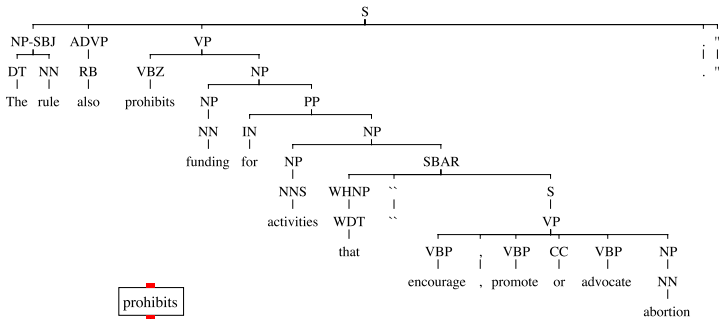 S
NP-SBJ ADVP VP . "
DT NN RB VBZ NP . "
The rule also prohibits NP PP
NN IN NP
funding for NP SBAR
NNS WHNP `` S
activities WDT `` VP
that VBP , VBP CC VBP NP
encourage , promote or advocate NN
prohibits abortion